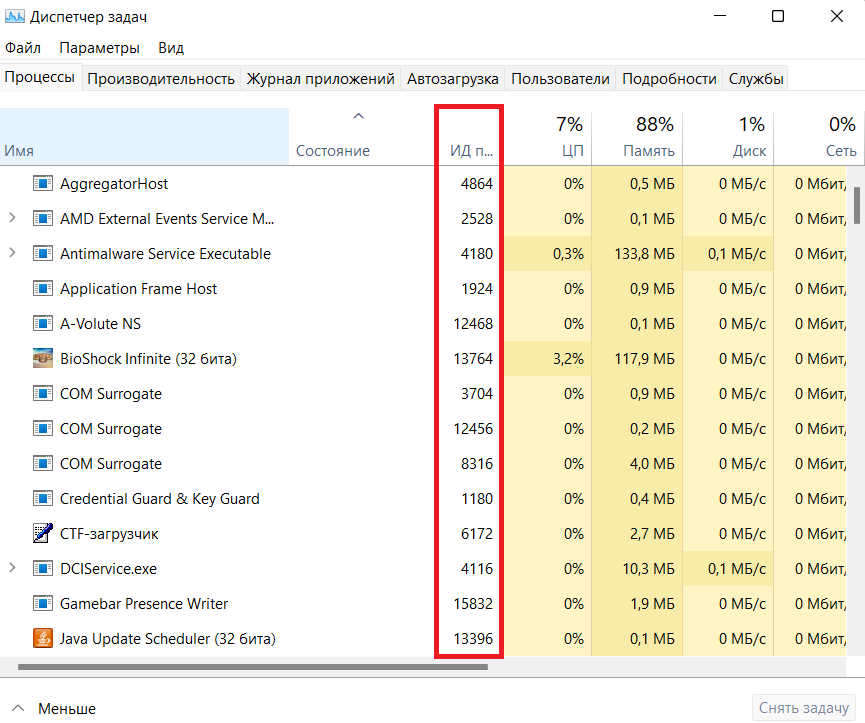 Диспетчер задач
Файл Параметры Вид
Процессы Производительность Журнал приложений Автозагрузка Пользователи Подробности Службы
7% 88% 1% 0%
Имя Состояние ИД п... ЦП Память Диск Сеть
AggregatorHost 4864 0% 0,5 МБ 0 МБ/с 0 Мбит/
AMD External Events Service M... 2528 0% 0,1 МБ 0 МБ/с 0 Мбит/
Antimalware Service Executable 4180 0,3% 133,8 МБ 0,1 МБ/с 0 Мбит/
Application Frame Host 1924 0% 0,9 МБ 0 МБ/с 0 Мбит/
A-Volute NS 12468 0% 0,1 МБ 0 МБ/с 0 Мбит/
BioShock Infinite (32 бита) 13764 3,2% 117,9 МБ 0 МБ/с 0 Мбит/
COM Surrogate 3704 0% 0,9 МБ 0 МБ/с 0 Мбит/
COM Surrogate 12456 0% 0,2 МБ 0 МБ/с 0 Мбит/
COM Surrogate 8316 0% 4,0 МБ 0 МБ/с 0 Мбит/
Credential Guard & Key Guard 1180 0% 0,4 МБ 0 МБ/с 0 Мбит/
CTF-загрузчик 6172 0% 2,7 МБ 0 МБ/с 0 Мбит/
DCIService.exe 4116 0% 10,3 МБ 0,1 МБ/с 0 Мбит/
Gamebar Presence Writer 15832 0% 1,9 МБ 0 МБ/с 0 Мбит/
Java Update Scheduler (32 бита) 13396 0% 0,1 МБ 0 МБ/с 0 Мбит/
Меньше Снять задачу